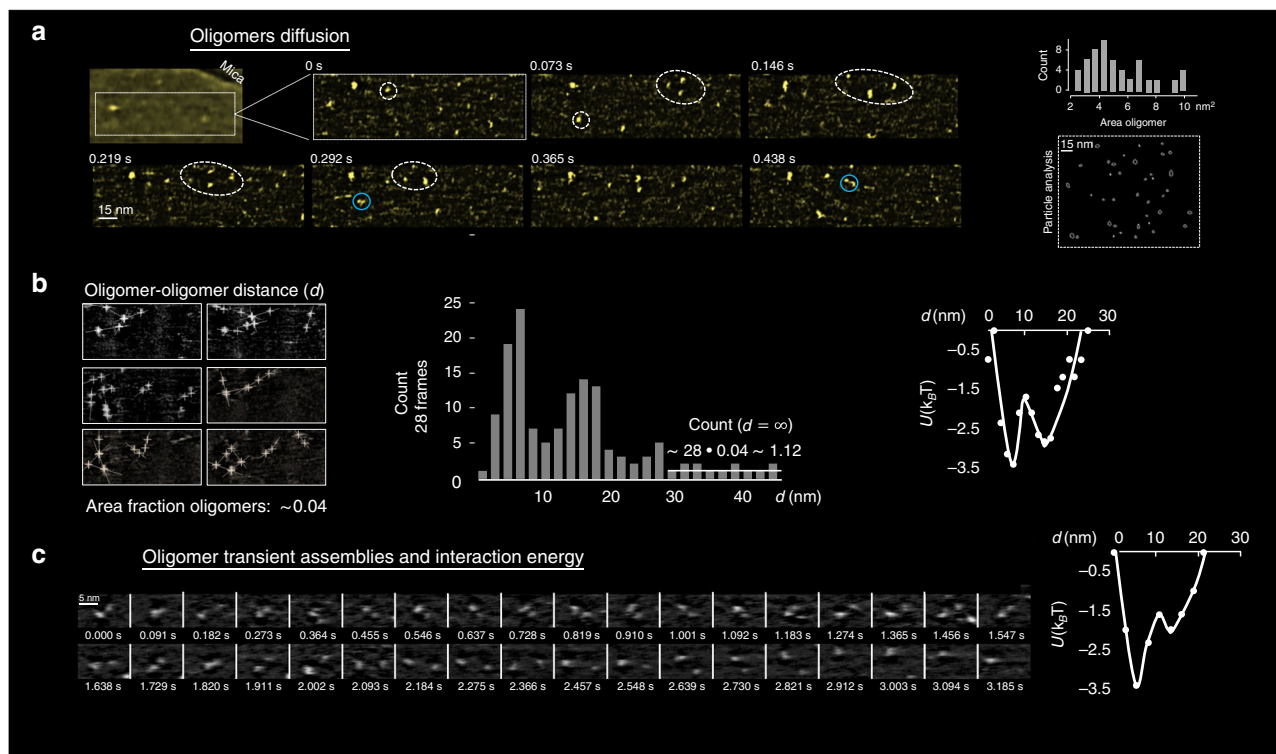 a
Oligomers diffusion
Mica
0 s
0.073 s
0.146 s
0.219 s
0.292 s
0.365 s
0.438 s
15 nm
Count
8
4
0
2 4 6 8 10 nm²
Area oligomer
15 nm
Particle analysis
b
Oligomer-oligomer distance (d)
Area fraction oligomers: ~0.04
Count
28 frames
25
20
15
10
5
0
10 20 30 40 d (nm)
Count (d = ∞)
~ 28 • 0.04 ~ 1.12
d (nm) 0 10 20 30
−0.5
−1.5
−2.5
−3.5
U(kBT)
c
Oligomer transient assemblies and interaction energy
5 nm
0.000 s 0.091 s 0.182 s 0.273 s 0.364 s 0.455 s 0.546 s 0.637 s 0.728 s 0.819 s 0.910 s 1.001 s 1.092 s 1.183 s 1.274 s 1.365 s 1.456 s 1.547 s
1.638 s 1.729 s 1.820 s 1.911 s 2.002 s 2.093 s 2.184 s 2.275 s 2.366 s 2.457 s 2.548 s 2.639 s 2.730 s 2.821 s 2.912 s 3.003 s 3.094 s 3.185 s
d (nm) 0 10 20 30
−0.5
−1.5
−2.5
−3.5
U(kBT)